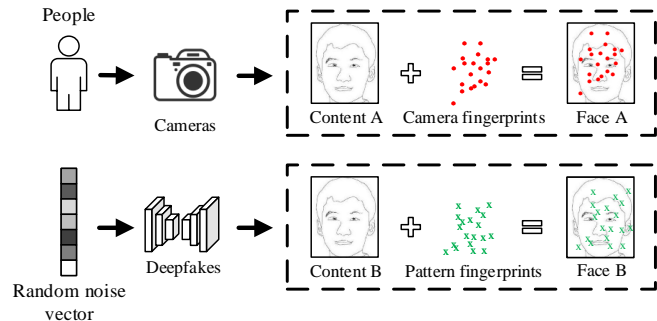 People
Cameras
Content A
Camera fingerprints
Face A
Random noise
vector
Deepfakes
Content B
Pattern fingerprints
Face B